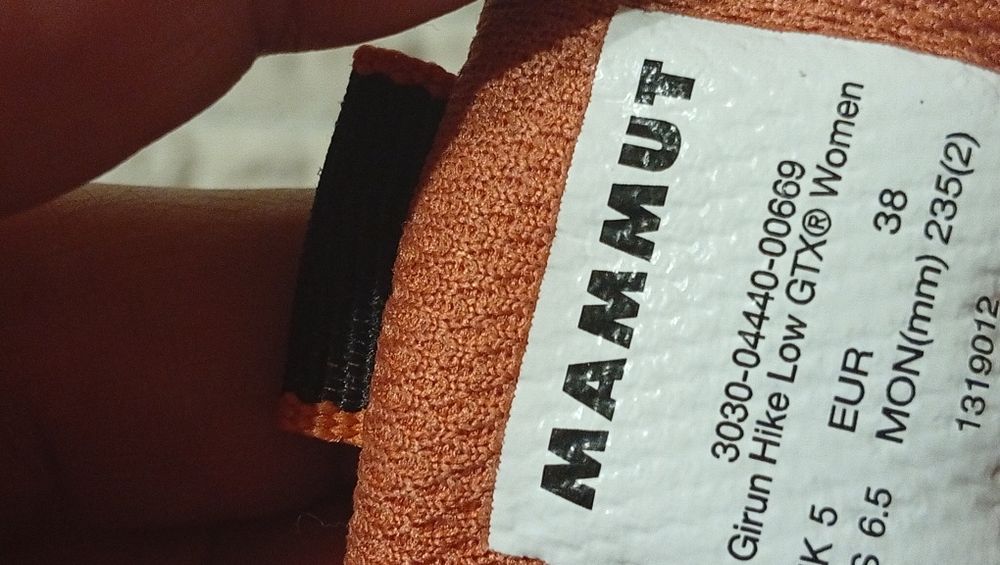 MAMMUT
3030-04440-00669
Girun Hike Low GTX® Women
K 5 EUR 38
S 6.5 MON(mm) 235(2)
1319012